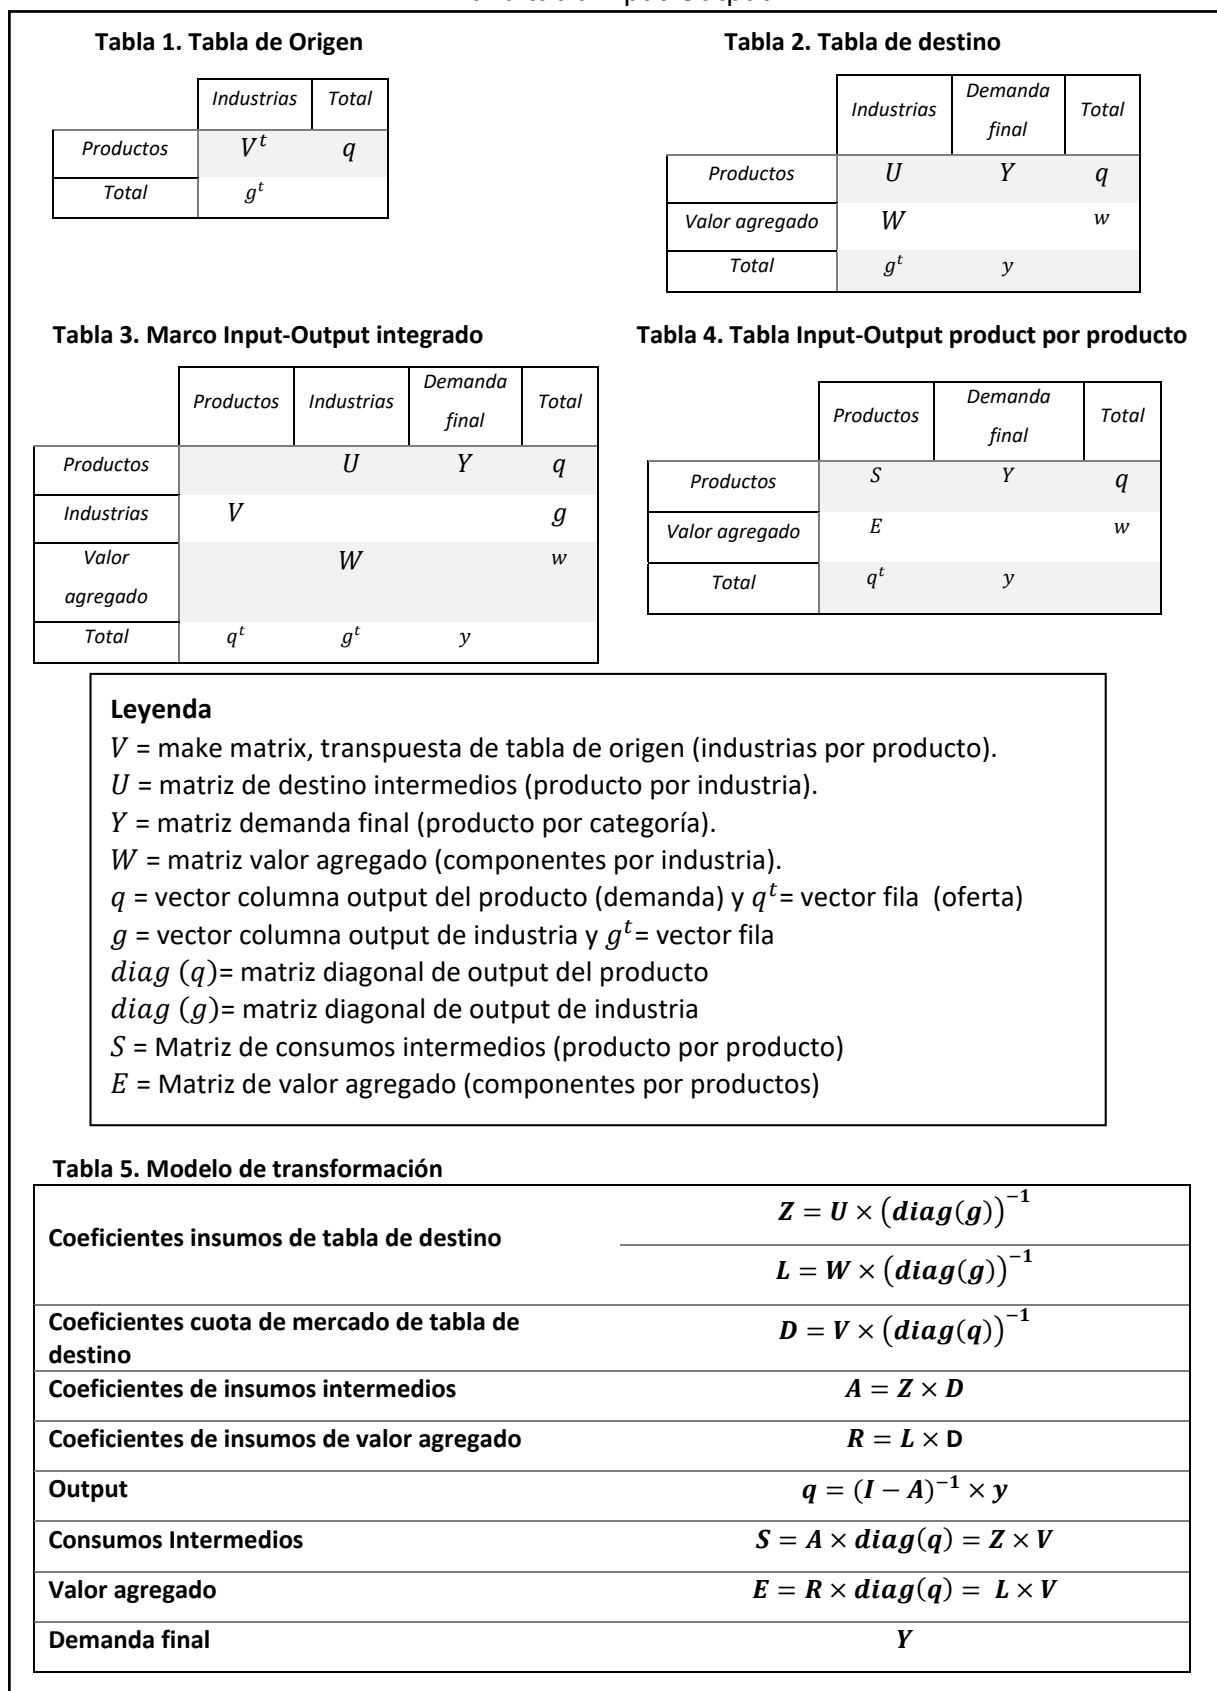 Tabla 1. Tabla de Origen
Industrias Total
Productos V^t q
Total g^t
Tabla 2. Tabla de destino
Industrias Demanda final Total
Productos U Y q
Valor agregado W w
Total g^t y
Tabla 3. Marco Input-Output integrado
Productos Industrias Demanda final Total
Productos U Y q
Industrias V g
Valor agregado W w
Total q^t g^t y
Tabla 4. Tabla Input-Output product por producto
Productos Demanda final Total
Productos S Y q
Valor agregado E w
Total q^t y
Leyenda
V = make matrix, transpuesta de tabla de origen (industrias por producto).
U = matriz de destino intermedios (producto por industria).
Y = matriz demanda final (producto por categoría).
W = matriz valor agregado (componentes por industria).
q = vector columna output del producto (demanda) y q^t= vector fila (oferta)
g = vector columna output de industria y g^t= vector fila
diag (q)= matriz diagonal de output del producto
diag (g)= matriz diagonal de output de industria
S = Matriz de consumos intermedios (producto por producto)
E = Matriz de valor agregado (componentes por productos)
Tabla 5. Modelo de transformación
Coeficientes insumos de tabla de destino
Z = U × (diag(g))^−1
L = W × (diag(g))^−1
Coeficientes cuota de mercado de tabla de
destino
D = V × (diag(q))^−1
Coeficientes de insumos intermedios A = Z × D
Coeficientes de insumos de valor agregado R = L × D
Output q = (I − A)^−1 × y
Consumos Intermedios S = A × diag(q) = Z × V
Valor agregado E = R × diag(q) = L × V
Demanda final Y